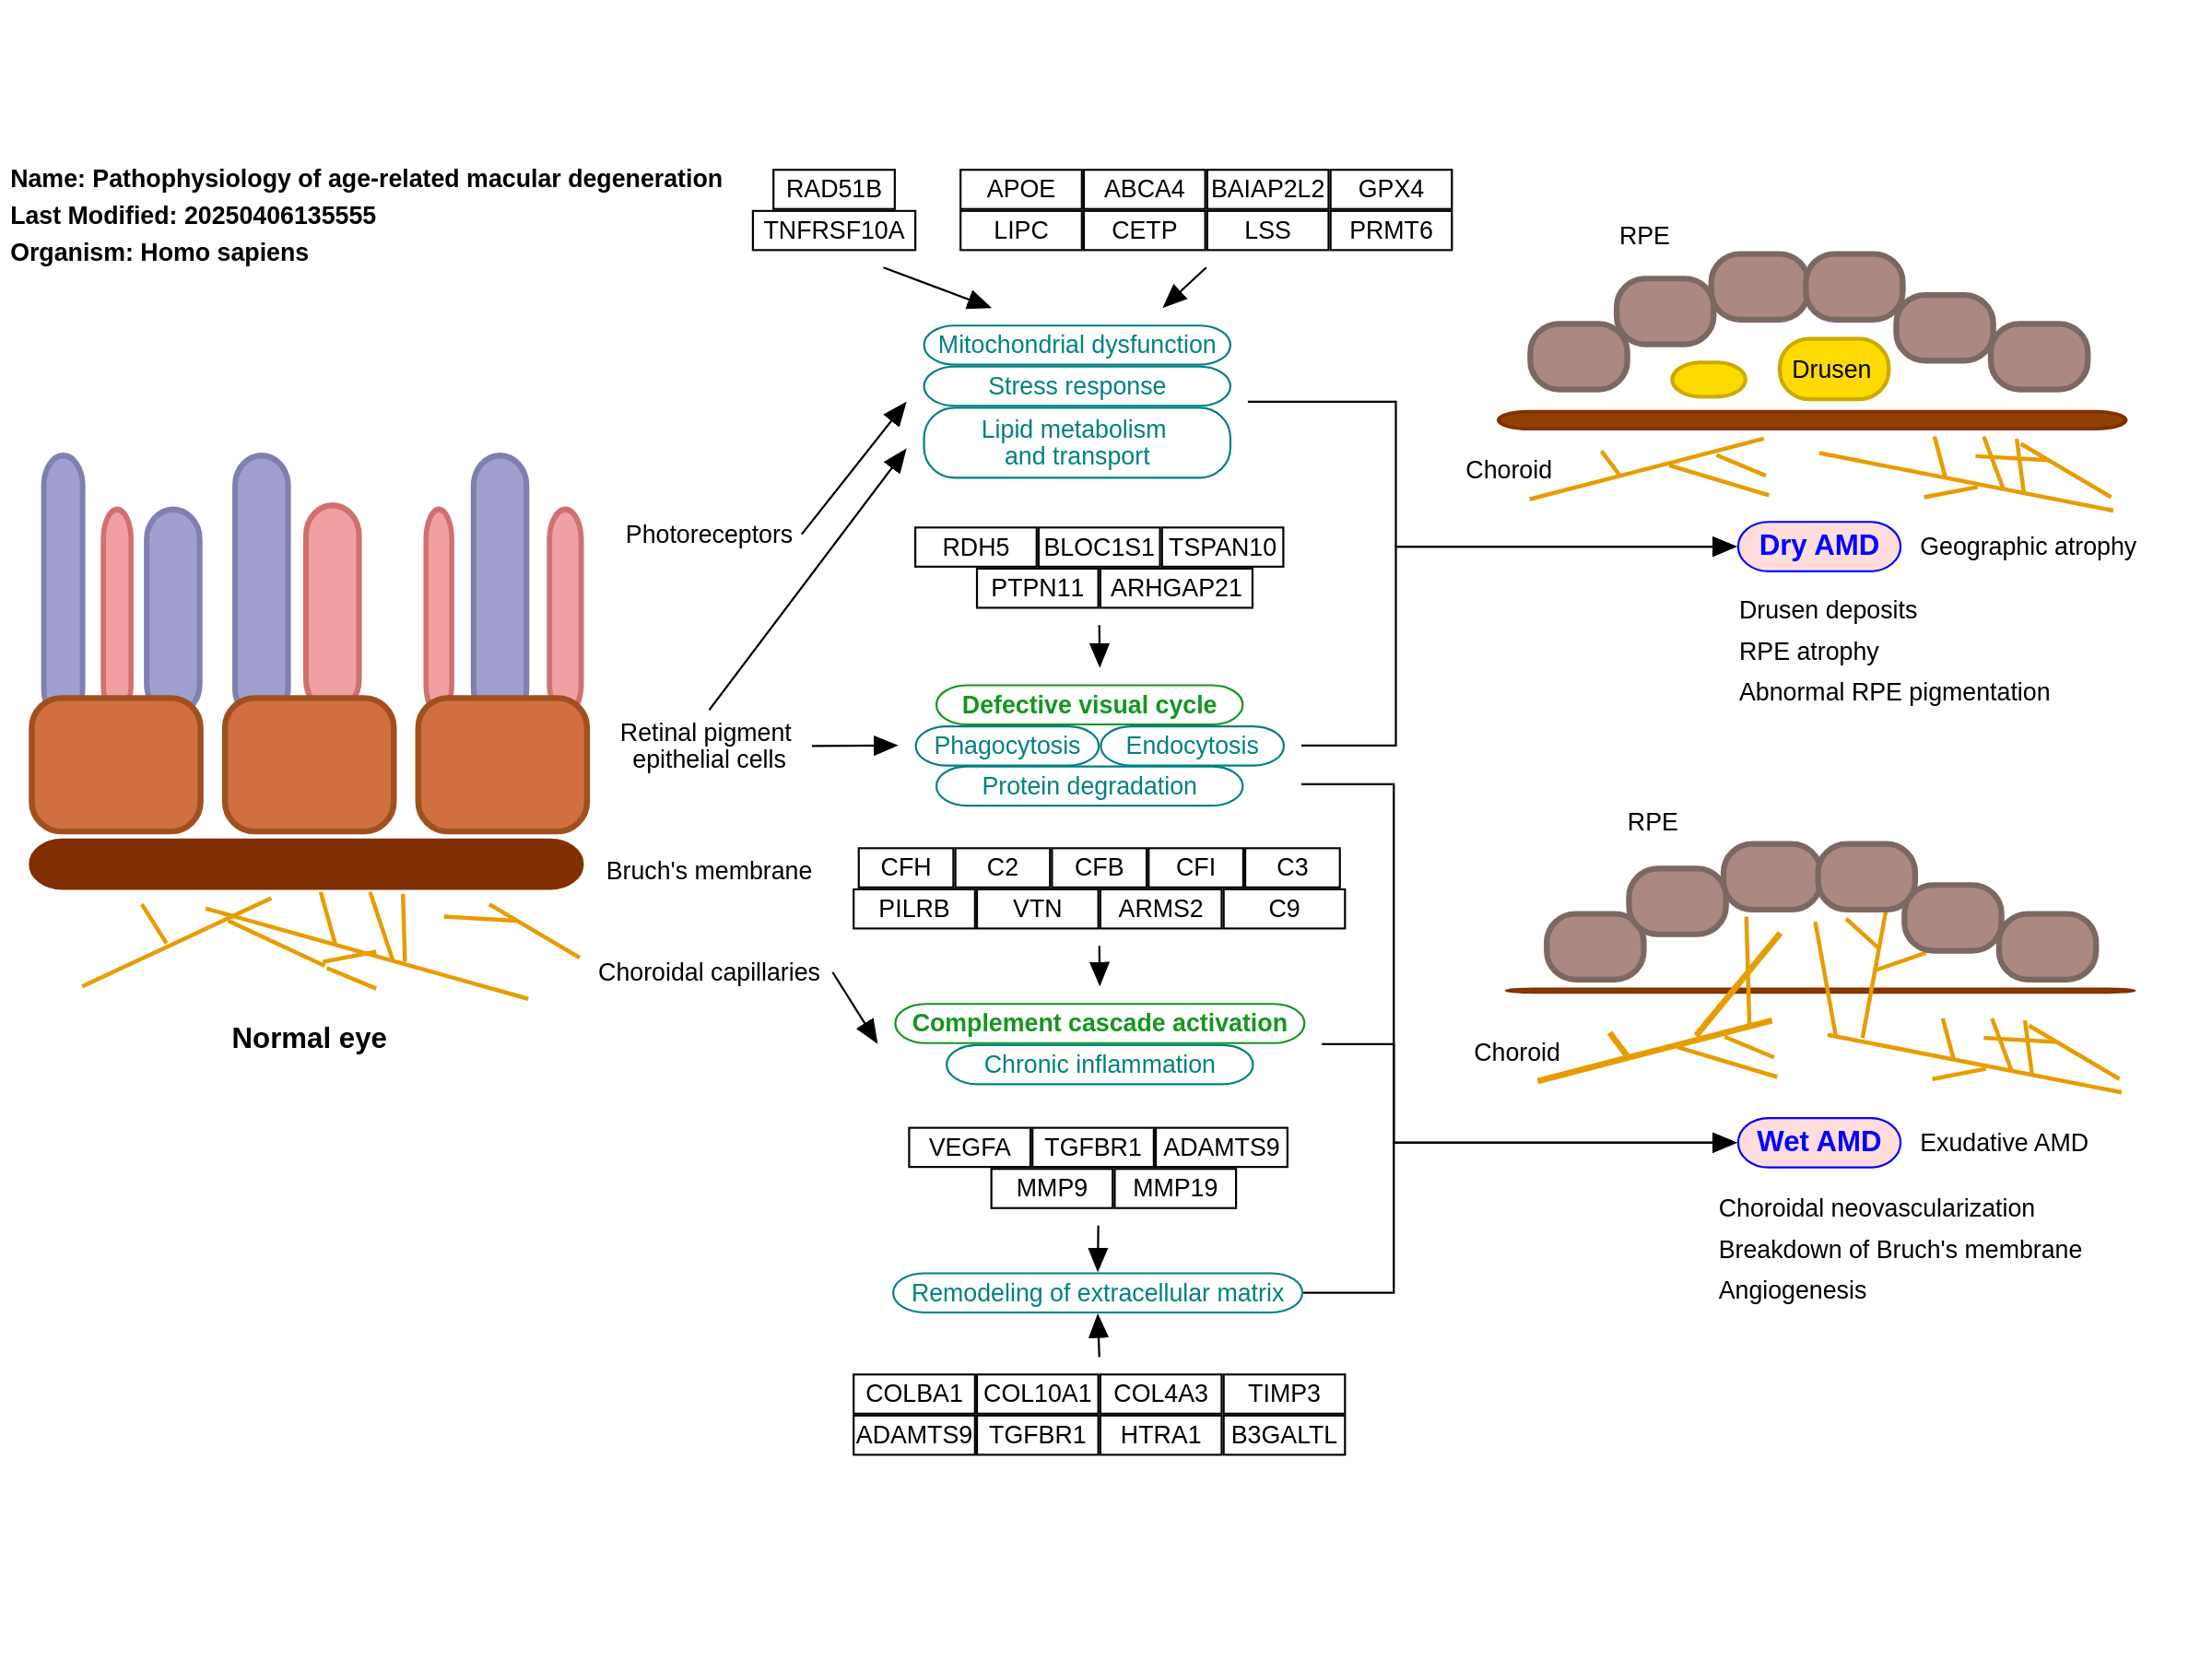 Name: Pathophysiology of age-related macular degeneration
Last Modified: 20250406135555
Organism: Homo sapiens
RAD51B
TNFRSF10A
APOE ABCA4 BAIAP2L2 GPX4
LIPC CETP LSS PRMT6
Mitochondrial dysfunction
Stress response
Lipid metabolism
and transport
Photoreceptors
RDH5 BLOC1S1 TSPAN10
PTPN11 ARHGAP21
Retinal pigment
epithelial cells
Defective visual cycle
Phagocytosis Endocytosis
Protein degradation
Bruch's membrane
CFH C2 CFB CFI C3
PILRB VTN ARMS2 C9
Choroidal capillaries
Complement cascade activation
Chronic inflammation
Normal eye
VEGFA TGFBR1 ADAMTS9
MMP9 MMP19
Remodeling of extracellular matrix
COLBA1 COL10A1 COL4A3 TIMP3
ADAMTS9 TGFBR1 HTRA1 B3GALTL
RPE
Drusen
Choroid
Dry AMD Geographic atrophy
Drusen deposits
RPE atrophy
Abnormal RPE pigmentation
RPE
Choroid
Wet AMD Exudative AMD
Choroidal neovascularization
Breakdown of Bruch's membrane
Angiogenesis